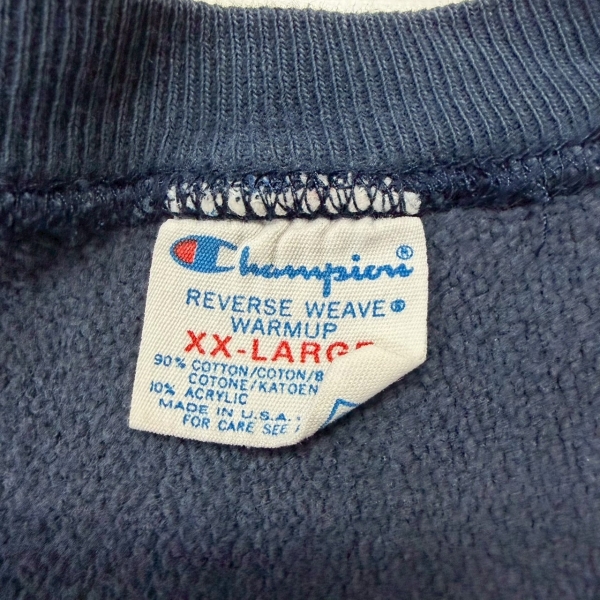 Champion
REVERSE WEAVE®
WARMUP
XX-LARGE
90% COTTON/COTON/B
COTONE/KATOEN
10% ACRYLIC
MADE IN U.S.A.
FOR CARE SEE